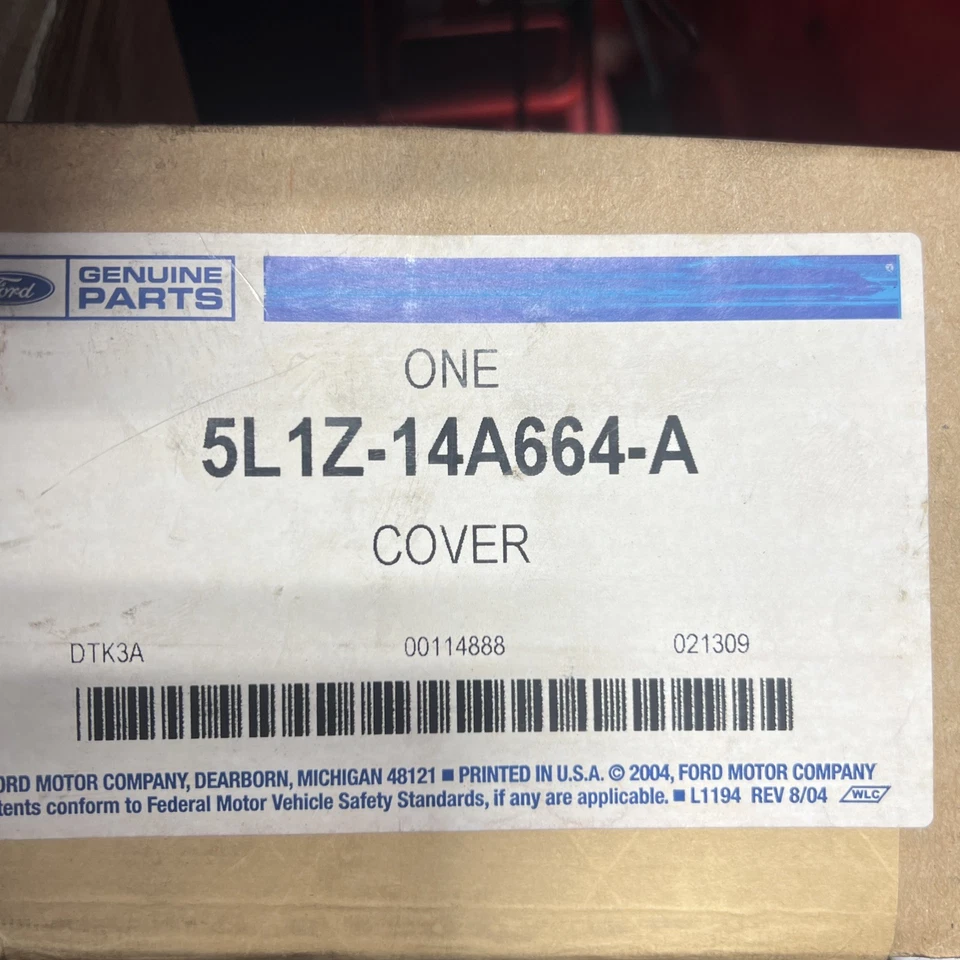 Ford
GENUINE
PARTS
ONE
5L1Z-14A664-A
COVER
DTK3A 00114888 021309
ORD MOTOR COMPANY, DEARBORN, MICHIGAN 48121 ■ PRINTED IN U.S.A. © 2004, FORD MOTOR COMPANY
tents conform to Federal Motor Vehicle Safety Standards, if any are applicable. ■ L1194 REV 8/04 WLC